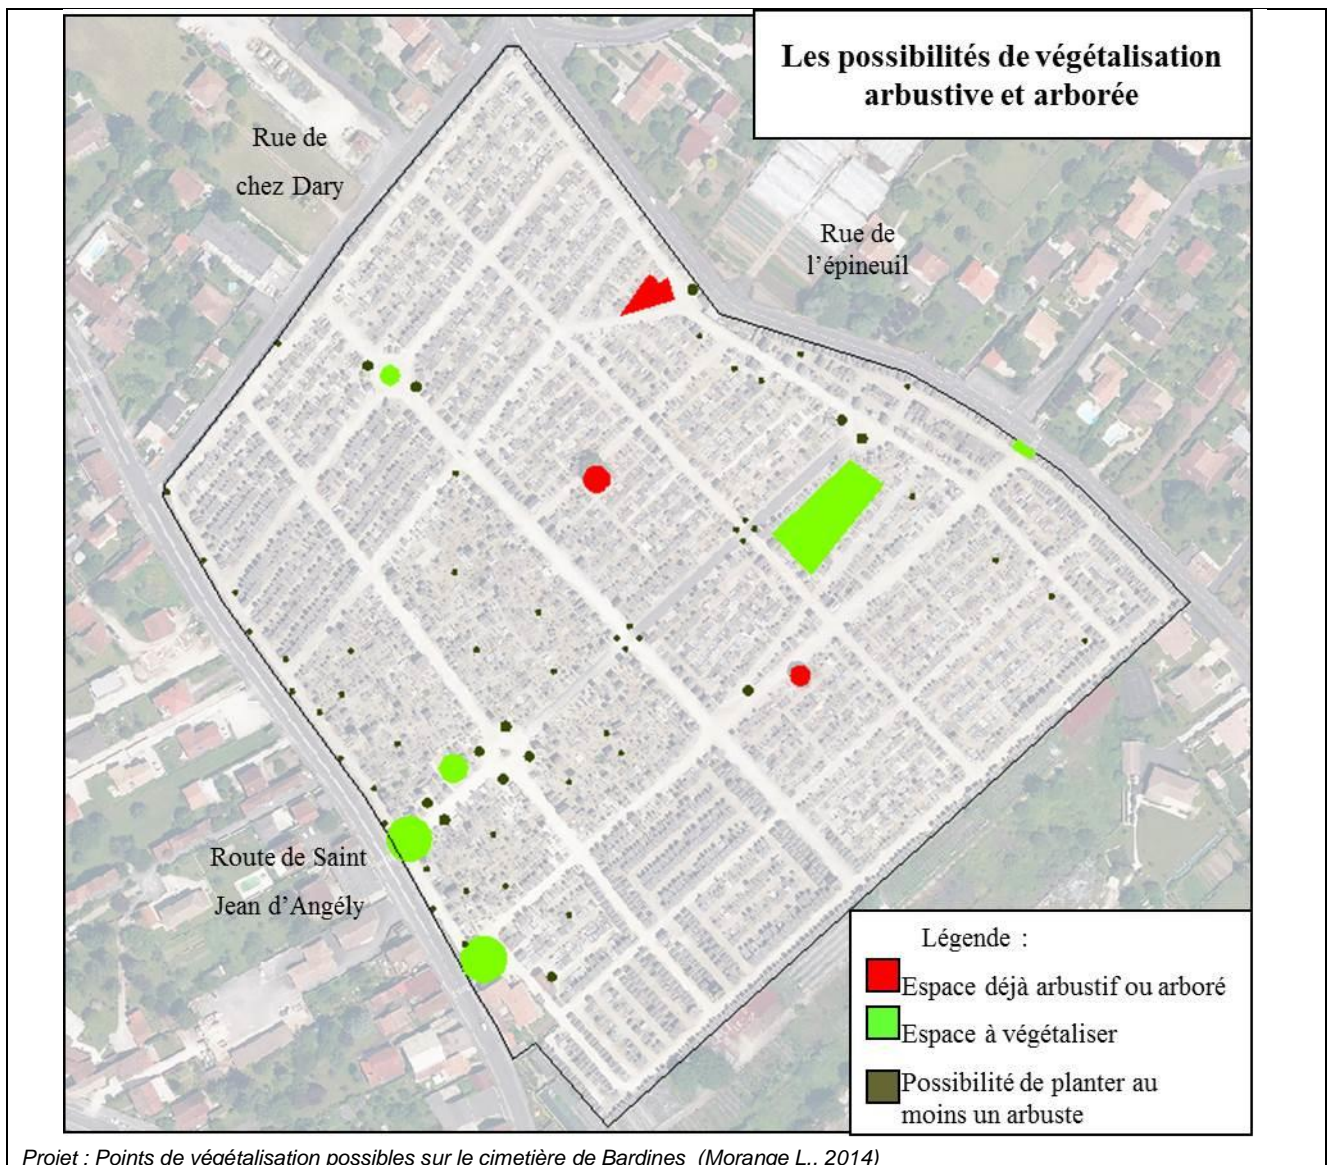 Les possibilités de végétalisation
arbustive et arborée
Rue de
chez Dary
Rue de
l’épineuil
Route de Saint
Jean d’Angély
Légende :
Espace déjà arbustif ou arboré
Espace à végétaliser
Possibilité de planter au
moins un arbuste
Projet : Points de végétalisation possibles sur le cimetière de Bardines (Morange L., 2014)